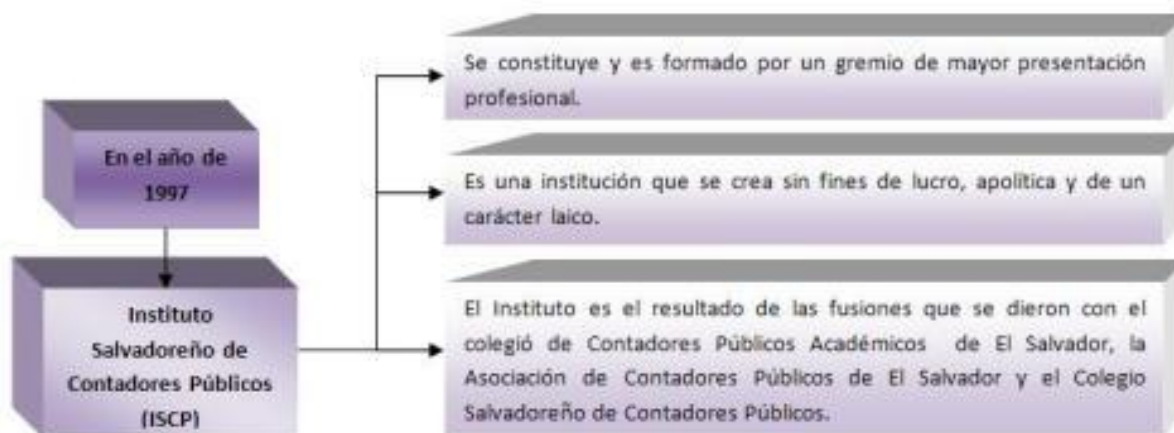 En el año de
1997
Instituto
Salvadoreño de
Contadores Públicos
(ISCP)
Se constituye y es formado por un gremio de mayor presentación
profesional.
Es una institución que se crea sin fines de lucro, apolítica y de un
carácter laico.
El Instituto es el resultado de las fusiones que se dieron con el
colegió de Contadores Públicos Académicos de El Salvador, la
Asociación de Contadores Públicos de El Salvador y el Colegio
Salvadoreño de Contadores Públicos.